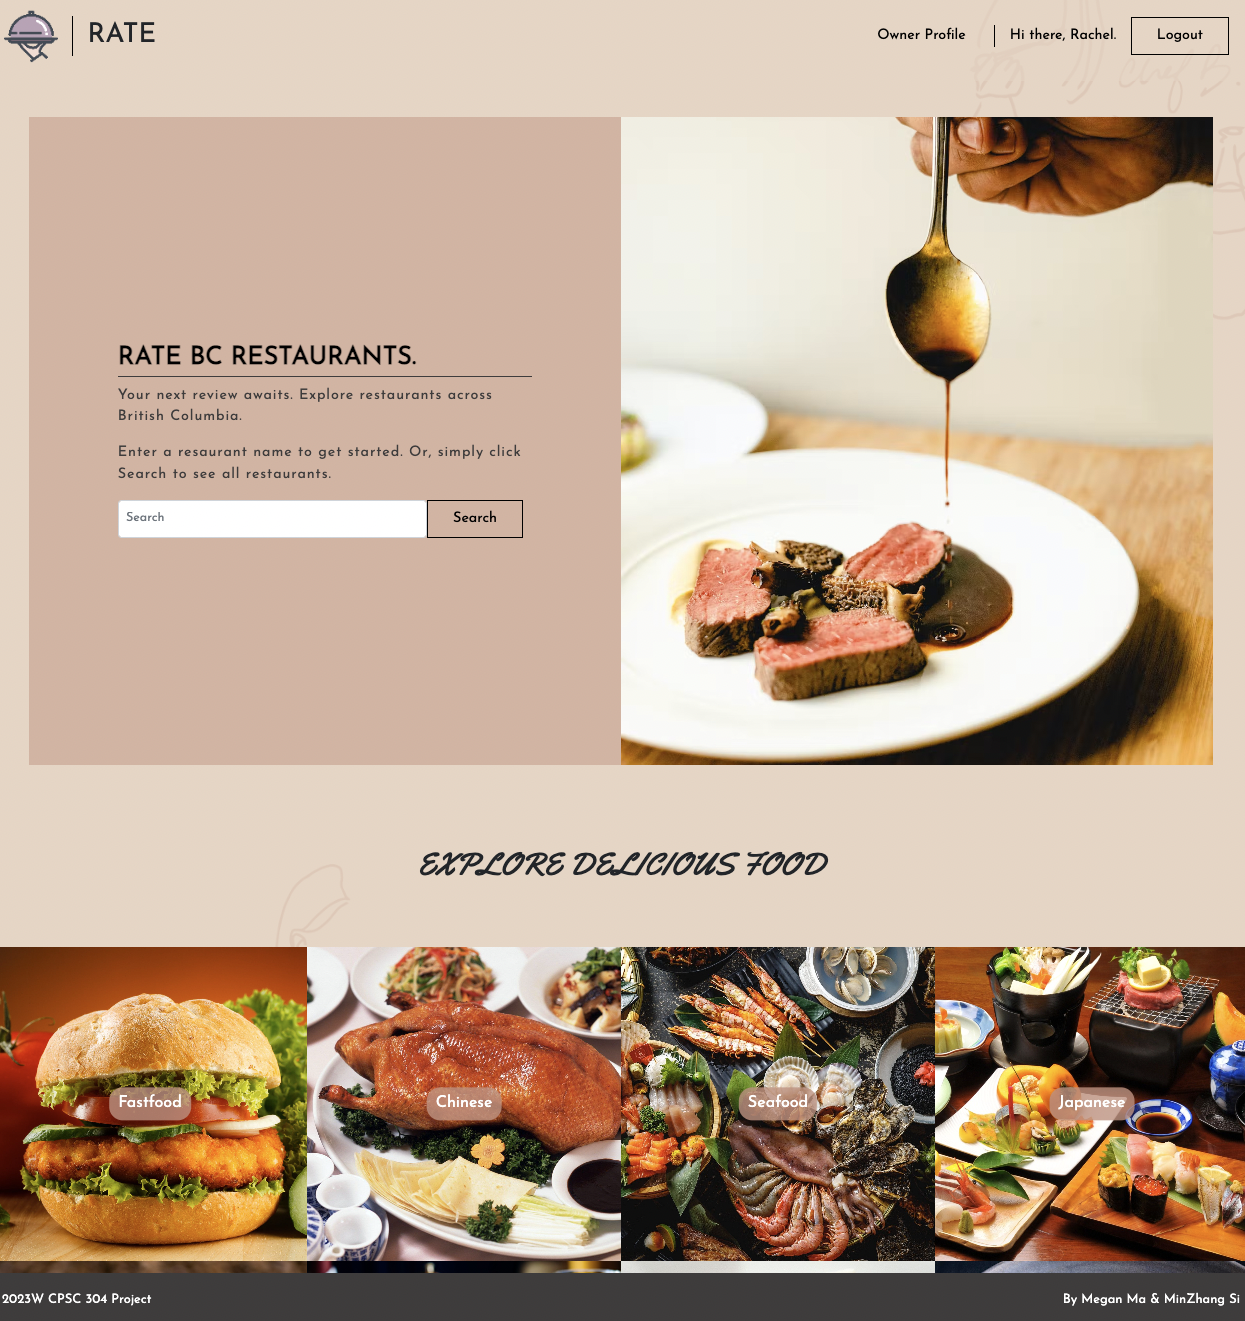 RATE
Owner Profile
Hi there, Rachel.
Logout
chef B.
RATE BC RESTAURANTS.
Your next review awaits. Explore restaurants across
British Columbia.
Enter a resaurant name to get started. Or, simply click
Search to see all restaurants.
Search
Search
EXPLORE DELICIOUS FOOD
Fastfood
Chinese
Seafood
Japanese
2023W CPSC 304 Project
By Megan Ma & MinZhang Si